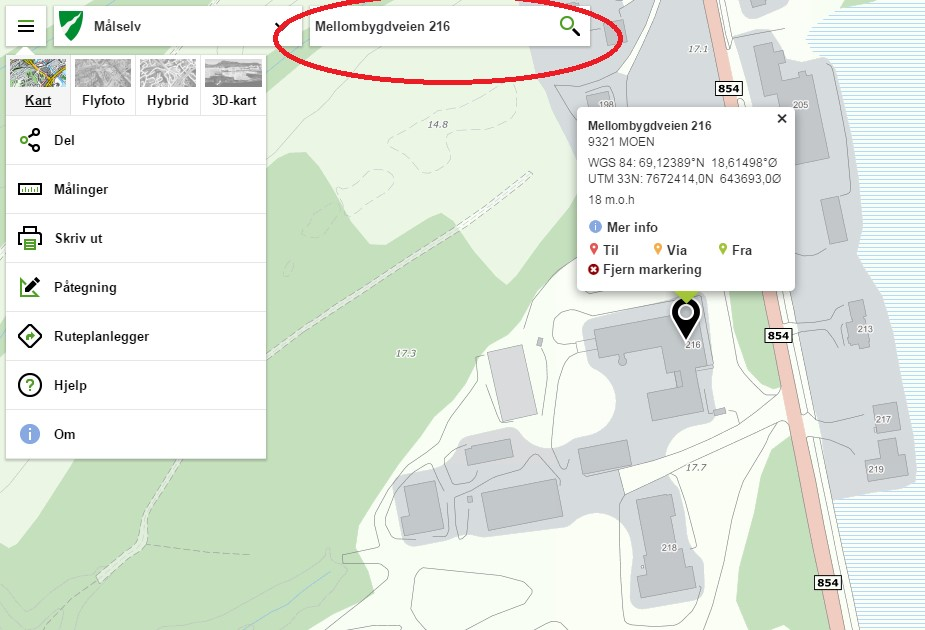 Målselv
Mellombygdveien 216
Kart
Flyfoto
Hybrid
3D-kart
Del
Målinger
Skriv ut
Påtegning
Ruteplanlegger
Hjelp
Om
17.1
854
198
205
14.8
Mellombygdveien 216
9321 MOEN
WGS 84: 69,12389°N 18,61498°Ø
UTM 33N: 7672414,0N 643693,0Ø
18 m.o.h
Mer info
Til Via Fra
Fjern markering
854
213
216
17.3
217
17.7
219
218
854